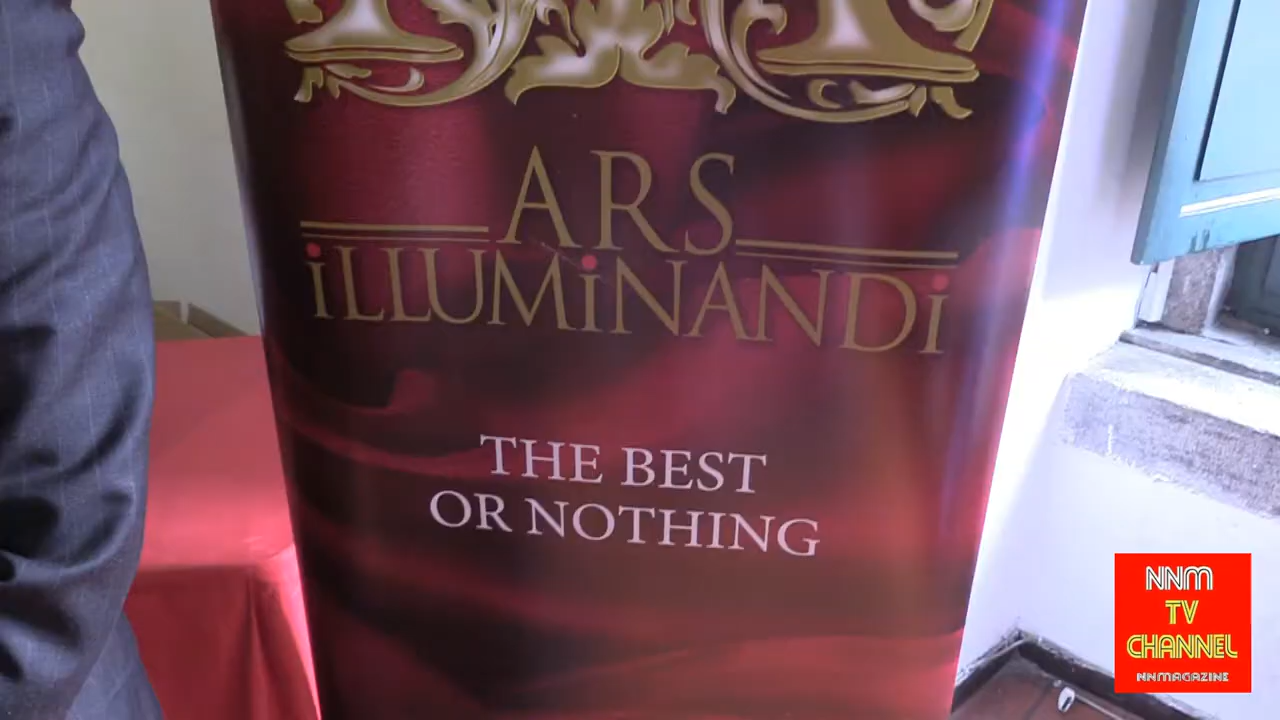 ARS
iLLUMiNANDi
THE BEST
OR NOTHING
NNM
TV
CHANNEL
NNMAGAZINE